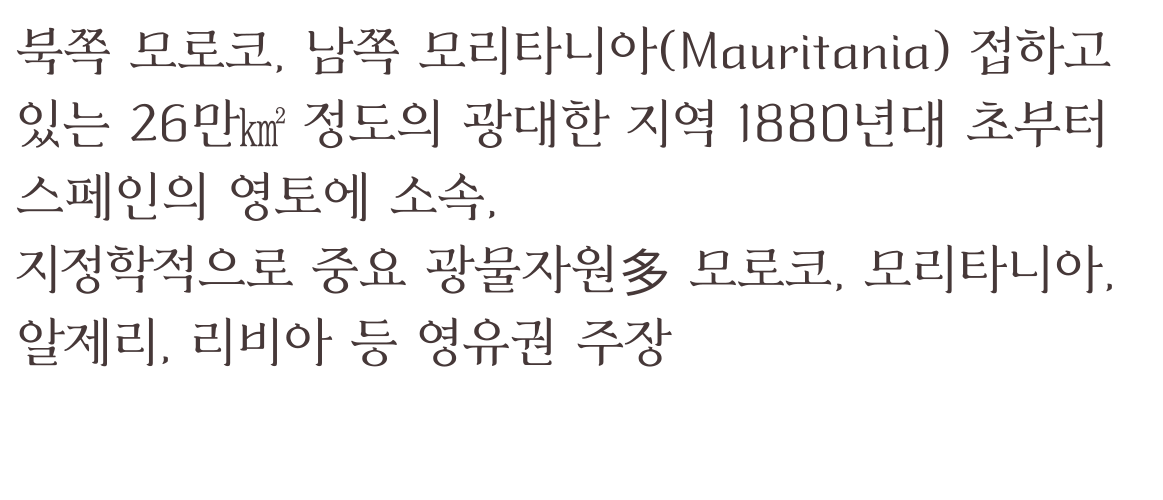 북쪽 모로코, 남쪽 모리타니아(Mauritania) 접하고
있는 26만㎢ 정도의 광대한 지역 1880년대 초부터
스페인의 영토에 소속,
지정학적으로 중요 광물자원多 모로코, 모리타니아,
알제리, 리비아 등 영유권 주장